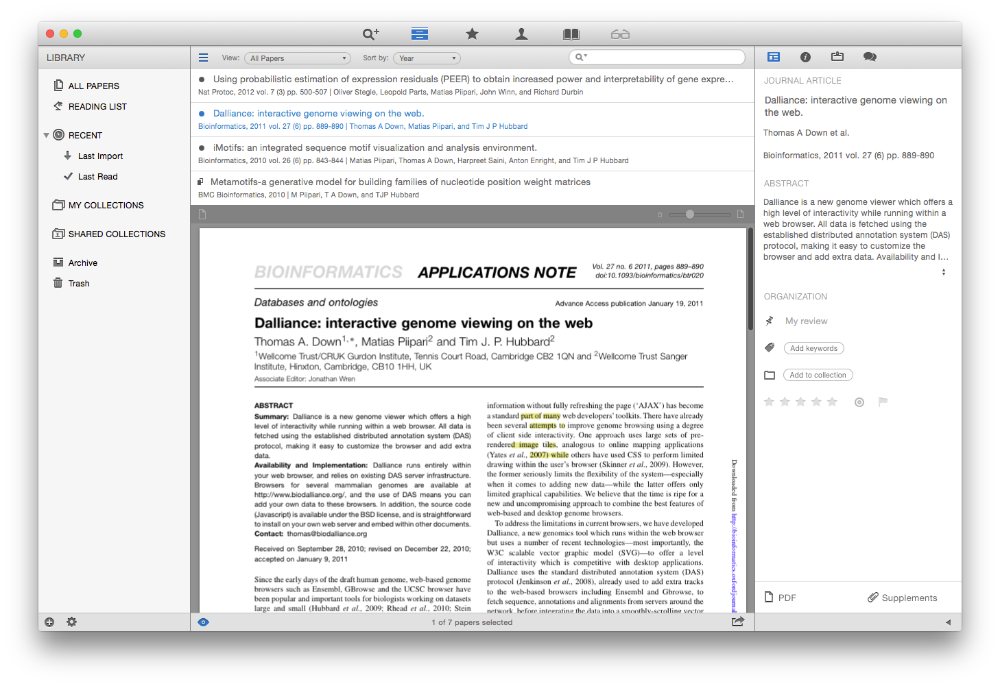 LIBRARY
ALL PAPERS
READING LIST
RECENT
Last Import
Last Read
MY COLLECTIONS
SHARED COLLECTIONS
Archive
Trash
View: All Papers Sort by: Year
Using probabilistic estimation of expression residuals (PEER) to obtain increased power and interpretability of gene expre...
Nat Protoc, 2012 vol. 7 (3) pp. 500-507 | Oliver Stegle, Leopold Parts, Matias Piipari, John Winn, and Richard Durbin
Dalliance: interactive genome viewing on the web.
Bioinformatics, 2011 vol. 27 (6) pp. 889-890 | Thomas A Down, Matias Piipari, and Tim J P Hubbard
iMotifs: an integrated sequence motif visualization and analysis environment.
Bioinformatics, 2010 vol. 26 (6) pp. 843-844 | Matias Piipari, Thomas A Down, Harpreet Saini, Anton Enright, and Tim J P Hubbard
Metamotifs-a generative model for building families of nucleotide position weight matrices
BMC Bioinformatics, 2010 | M Piipari, T A Down, and TJP Hubbard
BIOINFORMATICS APPLICATIONS NOTE
Vol. 27 no. 6 2011, pages 889–890
doi:10.1093/bioinformatics/btr020
Databases and ontologies
Advance Access publication January 19, 2011
Dalliance: interactive genome viewing on the web
Thomas A. Down1,*, Matias Piipari2 and Tim J. P. Hubbard2
1Wellcome Trust/CRUK Gurdon Institute, Tennis Court Road, Cambridge CB2 1QN and 2Wellcome Trust Sanger
Institute, Hinxton, Cambridge, CB10 1HH, UK
Associate Editor: Jonathan Wren
ABSTRACT
Summary: Dalliance is a new genome viewer which offers a high
level of interactivity while running within a web browser. All data is
fetched using the established distributed annotation system (DAS)
protocol, making it easy to customize the browser and add extra
data.
Availability and Implementation: Dalliance runs entirely within
your web browser, and relies on existing DAS server infrastructure.
Browsers for several mammalian genomes are available at
http://www.biodalliance.org/, and the use of DAS means you can
add your own data to these browsers. In addition, the source code
(Javascript) is available under the BSD license, and is straightforward
to install on your own web server and embed within other documents.
Contact: thomas@biodalliance.org
Received on September 28, 2010; revised on December 22, 2010;
accepted on January 9, 2011
Since the early days of the draft human genome, web-based genome
browsers such as Ensembl, GBrowse and the UCSC browser have
been popular and important tools for biologists working on datasets
large and small (Hubbard et al., 2009; Rhead et al., 2010; Stein
information without fully refreshing the page ('AJAX') has become
a standard part of many web developers' toolkits. There have already
been several attempts to improve genome browsing using a degree
of client side interactivity. One approach uses large sets of pre-
rendered image tiles, analogous to online mapping applications
(Yates et al., 2007) while others have used CSS to perform limited
drawing within the user's browser (Skinner et al., 2009). However,
the former seriously limits the flexibility of the system—especially
when it comes to adding new data—while the latter offers only
limited graphical capabilities. We believe that the time is ripe for a
new and uncompromising approach to combine the best features of
web-based and desktop genome browsers.
To address the limitations in current browsers, we have developed
Dalliance, a new genomics tool which runs within the web browser
but uses a number of recent technologies—most importantly, the
W3C scalable vector graphic model (SVG)—to offer a level
of interactivity which is competitive with desktop applications.
Dalliance uses the standard distributed annotation system (DAS)
protocol (Jenkinson et al., 2008), already used to add extra tracks
to the web-based browsers including Ensembl and Gbrowse, to
fetch sequence, annotations and alignments from servers around the
network, before integrating the data into a smoothly-scrolling vector
Downloaded from http://bioinformatics.oxfordjournal
1 of 7 papers selected
JOURNAL ARTICLE
Dalliance: interactive genome viewing on
the web.
Thomas A Down et al.
Bioinformatics, 2011 vol. 27 (6) pp. 889-890
ABSTRACT
Dalliance is a new genome viewer which offers a
high level of interactivity while running within a
web browser. All data is fetched using the
established distributed annotation system (DAS)
protocol, making it easy to customize the
browser and add extra data. Availability and I...
ORGANIZATION
My review
Add keywords
Add to collection
PDF
Supplements